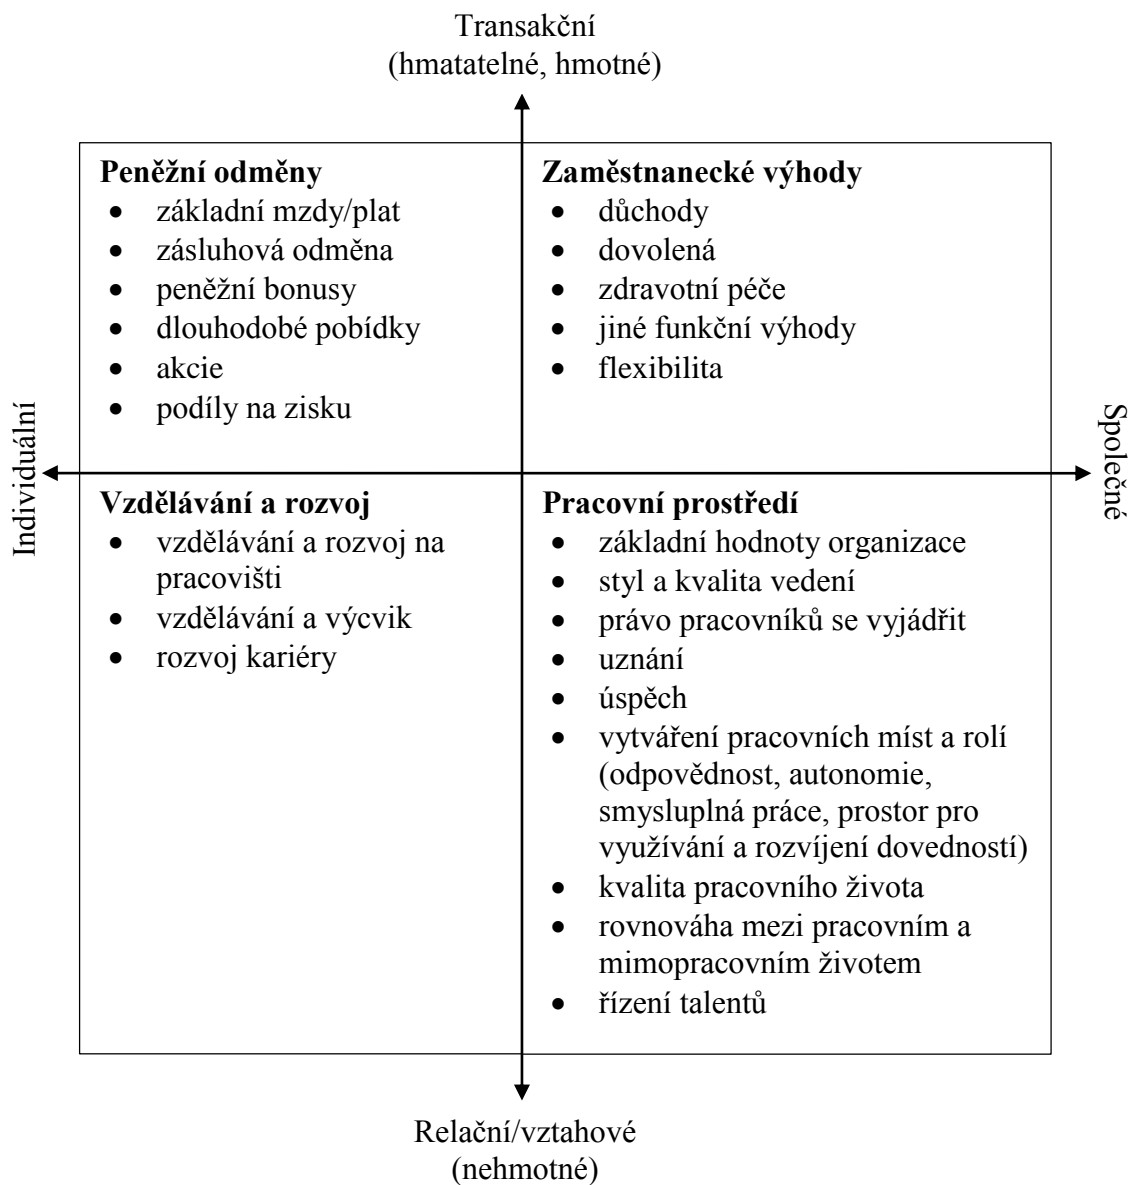 Transakční
(hmatatelné, hmotné)
Peněžní odměny
• základní mzdy/plat
• zásluhová odměna
• peněžní bonusy
• dlouhodobé pobídky
• akcie
• podíly na zisku
Zaměstnanecké výhody
• důchody
• dovolená
• zdravotní péče
• jiné funkční výhody
• flexibilita
Individuální
Společné
Vzdělávání a rozvoj
• vzdělávání a rozvoj na
pracovišti
• vzdělávání a výcvik
• rozvoj kariéry
Pracovní prostředí
• základní hodnoty organizace
• styl a kvalita vedení
• právo pracovníků se vyjádřit
• uznání
• úspěch
• vytváření pracovních míst a rolí
(odpovědnost, autonomie,
smysluplná práce, prostor pro
využívání a rozvíjení dovedností)
• kvalita pracovního života
• rovnováha mezi pracovním a
mimopracovním životem
• řízení talentů
Relační/vztahové
(nehmotné)